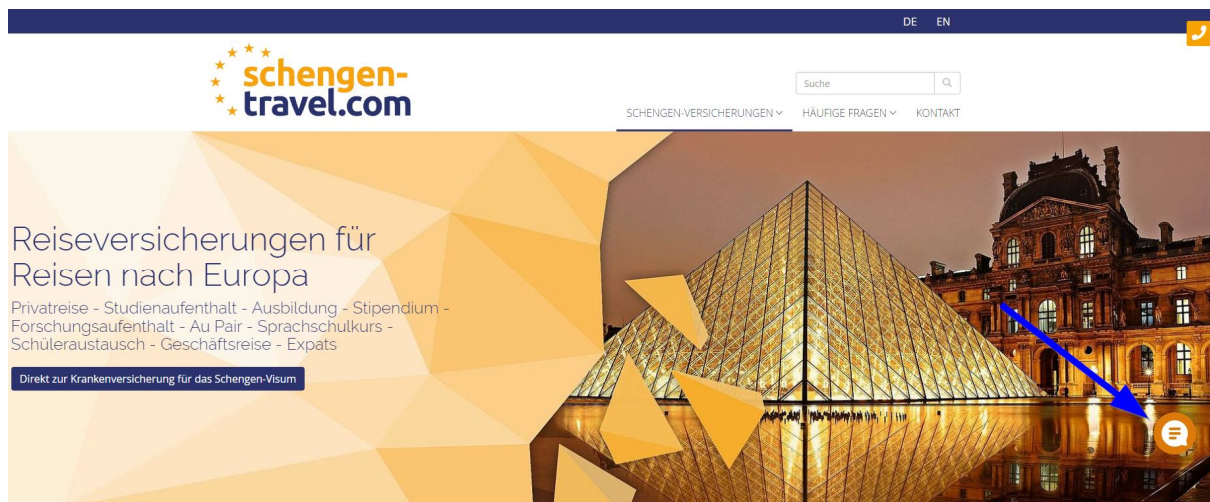 DE EN
schengen-
travel.com
Suche
SCHENGEN-VERSICHERUNGEN HÄUFIGE FRAGEN KONTAKT
Reiseversicherungen für
Reisen nach Europa
Privatreise - Studienaufenthalt - Ausbildung - Stipendium -
Forschungsaufenthalt - Au Pair - Sprachschulkurs -
Schüleraustausch - Geschäftsreise - Expats
Direkt zur Krankenversicherung für das Schengen-Visum